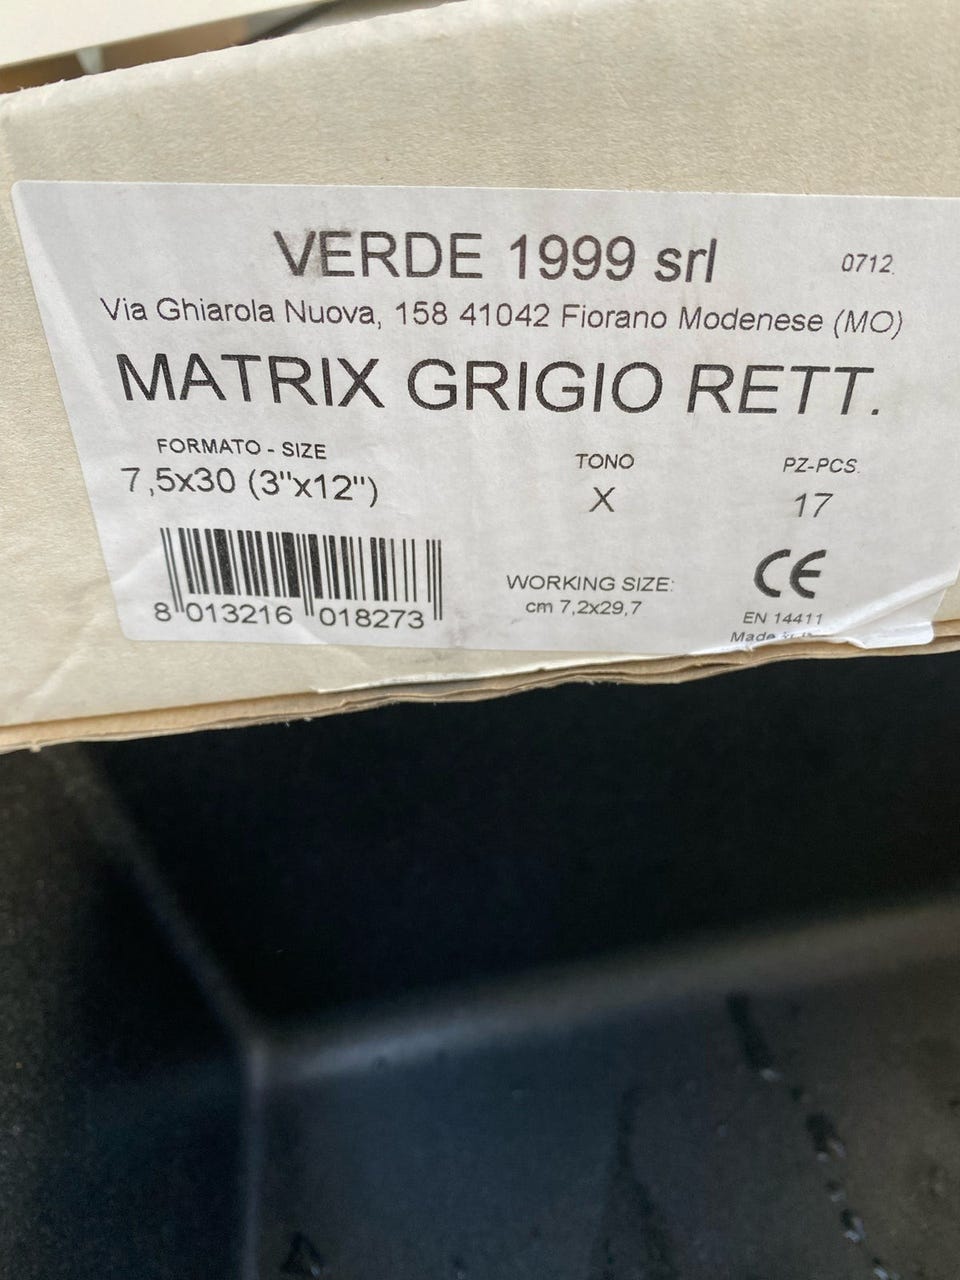 VERDE 1999 srl 0712.
Via Ghiarola Nuova, 158 41042 Fiorano Modenese (MO)
MATRIX GRIGIO RETT.
FORMATO - SIZE
7,5x30 (3"x12")
TONO
X
PZ-PCS.
17
8 013216 018273
WORKING SIZE:
cm 7,2x29,7
CE
EN 14411
Made